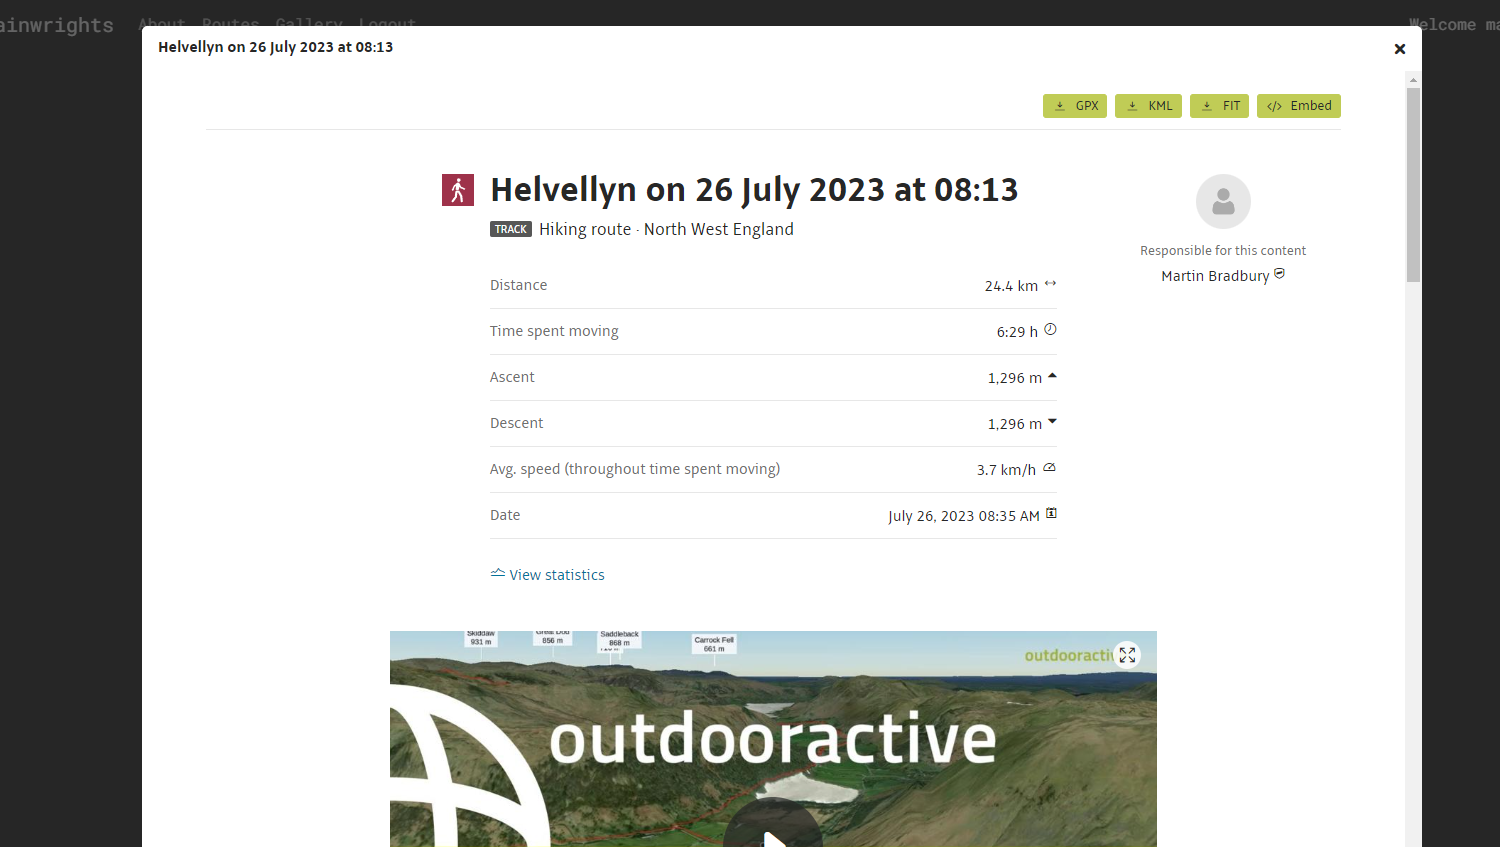 ainwrights About Routes Gallery Logout Welcome ma
Helvellyn on 26 July 2023 at 08:13
GPX KML FIT </> Embed
Helvellyn on 26 July 2023 at 08:13
TRACK Hiking route · North West England
Responsible for this content
Martin Bradbury
Distance 24.4 km
Time spent moving 6:29 h
Ascent 1,296 m
Descent 1,296 m
Avg. speed (throughout time spent moving) 3.7 km/h
Date July 26, 2023 08:35 AM
View statistics
Skiddaw
931 m
Great Dod
856 m
Saddleback
868 m
Carrock Fell
661 m
outdooracti
outdooractive